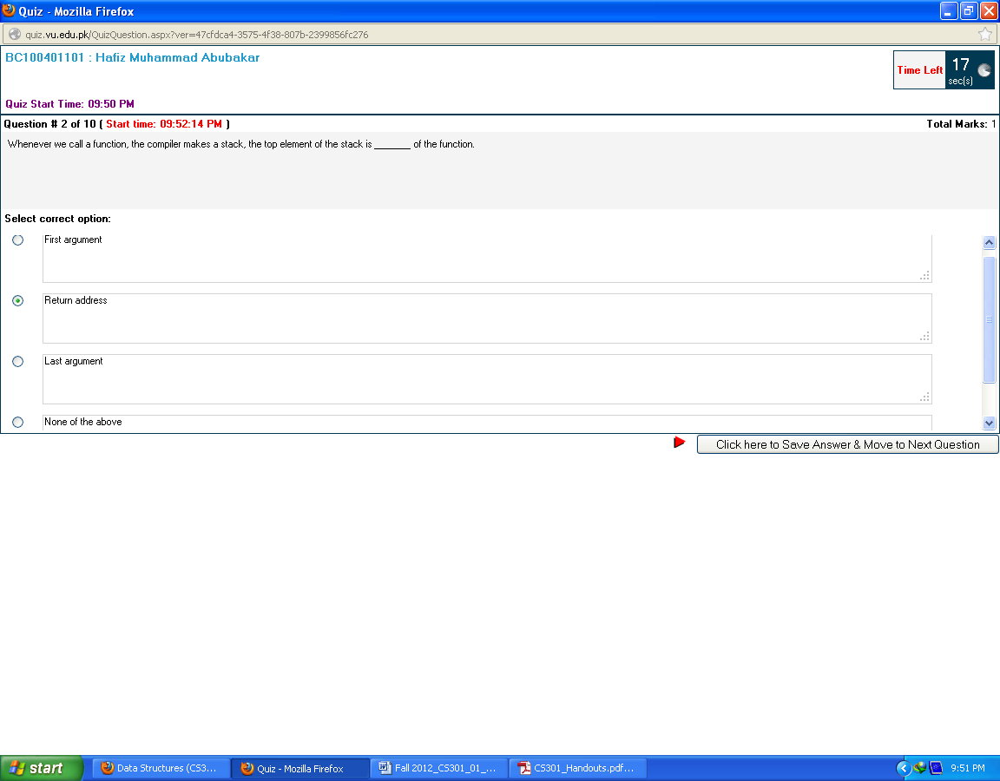 Quiz - Mozilla Firefox
quiz.vu.edu.pk/QuizQuestion.aspx?ver=47cfdca4-3575-4f38-807b-2399856fc276
BC100401101 : Hafiz Muhammad Abubakar
Time Left 17 sec(s)
Quiz Start Time: 09:50 PM
Question # 2 of 10 ( Start time: 09:52:14 PM ) Total Marks: 1
Whenever we call a function, the compiler makes a stack, the top element of the stack is _______ of the function.
Select correct option:
First argument
Return address
Last argument
None of the above
Click here to Save Answer & Move to Next Question
start Data Structures (CS3... Quiz - Mozilla Firefox Fall 2012_CS301_01_... CS301_Handouts.pdf... 9:51 PM